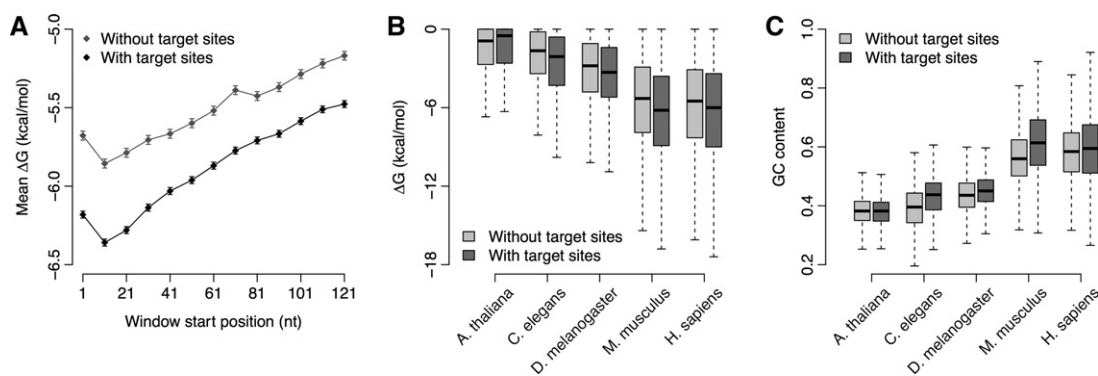 A
Without target sites
With target sites
Mean ΔG (kcal/mol)
−5.0
−5.5
−6.0
−6.5
1
21
41
61
81
101
121
Window start position (nt)
B
ΔG (kcal/mol)
0
−6
−12
−18
Without target sites
With target sites
A. thaliana
C. elegans
D. melanogaster
M. musculus
H. sapiens
C
Without target sites
With target sites
GC content
1.0
0.8
0.6
0.4
0.2
A. thaliana
C. elegans
D. melanogaster
M. musculus
H. sapiens